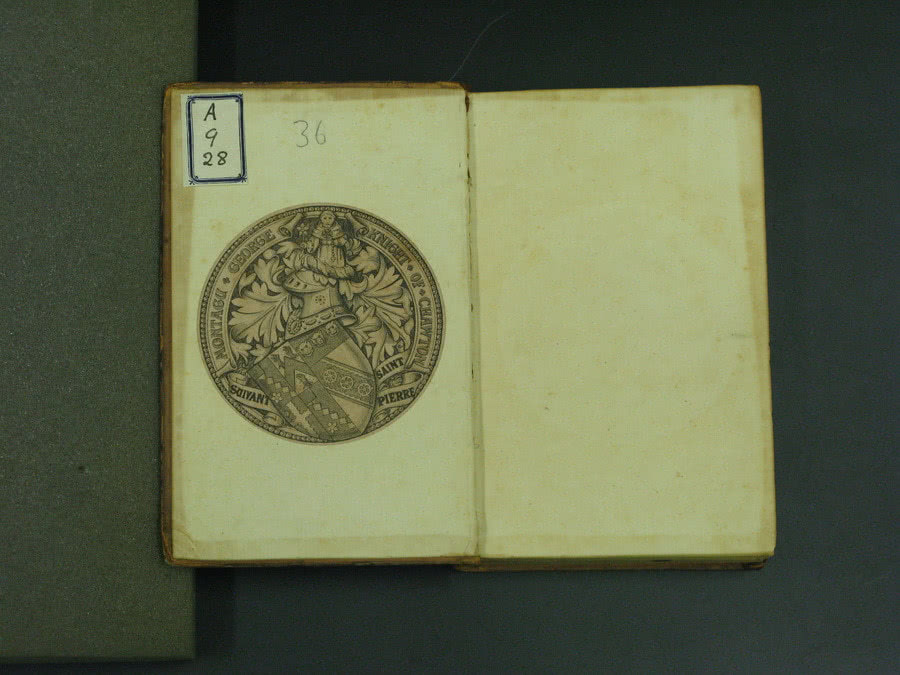 A
9
28
36
MONTAGU ✦ GEORGE
KNIGHT ✦ OF ✦ CHAWTON
SUIVANT
SAINT
PIERRE